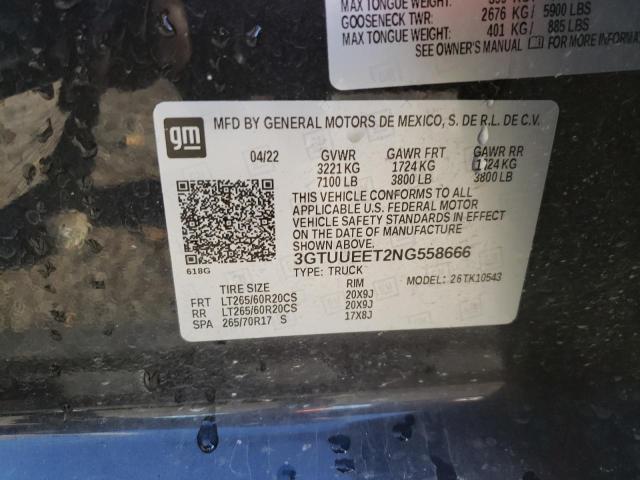 MAX TONGUE WEIGHT:
GOOSENECK TWR: 2676 KG / 5900 LBS
MAX TONGUE WEIGHT: 401 KG / 885 LBS
SEE OWNER'S MANUAL FOR MORE INFORMA
gm
MFD BY GENERAL MOTORS DE MEXICO, S. DE R.L. DE C.V.
04/22 GVWR GAWR FRT GAWR RR
3221 KG 1724 KG 1724 KG
7100 LB 3800 LB 3800 LB
THIS VEHICLE CONFORMS TO ALL
APPLICABLE U.S. FEDERAL MOTOR
VEHICLE SAFETY STANDARDS IN EFFECT
ON THE DATE OF MANUFACTURE
SHOWN ABOVE.
618G
3GTUUEET2NG558666
TYPE: TRUCK MODEL: 26TK10543
TIRE SIZE RIM
FRT LT265/60R20CS 20X9J
RR LT265/60R20CS 20X9J
SPA 265/70R17 S 17X8J